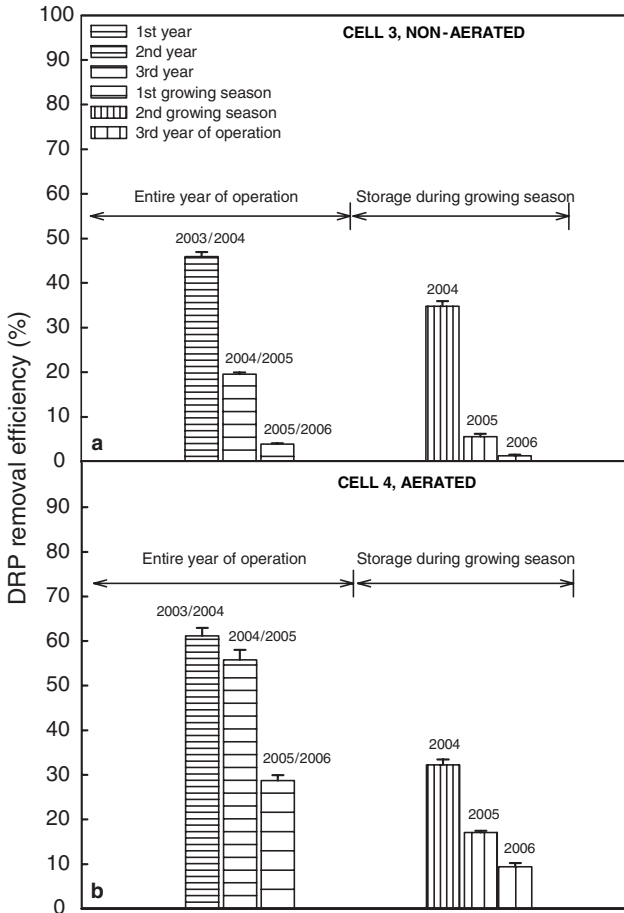 DRP removal efficiency (%)
100
90
80
70
60
50
40
30
20
10
0
1st year
2nd year
3rd year
1st growing season
2nd growing season
3rd year of operation
CELL 3, NON-AERATED
Entire year of operation
Storage during growing season
2003/2004
2004/2005
2005/2006
2004
2005
2006
a
90
80
70
60
50
40
30
20
10
0
CELL 4, AERATED
Entire year of operation
Storage during growing season
2003/2004
2004/2005
2005/2006
2004
2005
2006
b